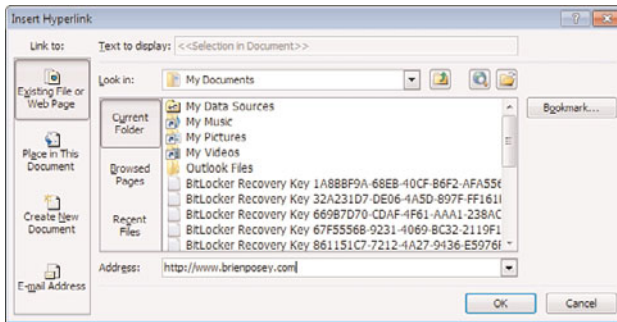 Insert Hyperlink
Link to:
Text to display: <<Selection in Document>>
Existing File or
Web Page
Place in This
Document
Create New
Document
E-mail Address
Look in:
My Documents
Current
Folder
Browsed
Pages
Recent
Files
My Data Sources
My Music
My Pictures
My Videos
Outlook Files
BitLocker Recovery Key 1A8BBF9A-68EB-40CF-B6F2-AFA556
BitLocker Recovery Key 32A231D7-DE06-4A5D-897F-FF161
BitLocker Recovery Key 669B7D70-CDAF-4F61-AAA1-238AC
BitLocker Recovery Key 67F5556B-9231-4069-BC32-2119F1
BitLocker Recovery Key 861151C7-7212-4A27-9436-E5976
Bookmark...
Address: http://www.brienposey.com
OK
Cancel